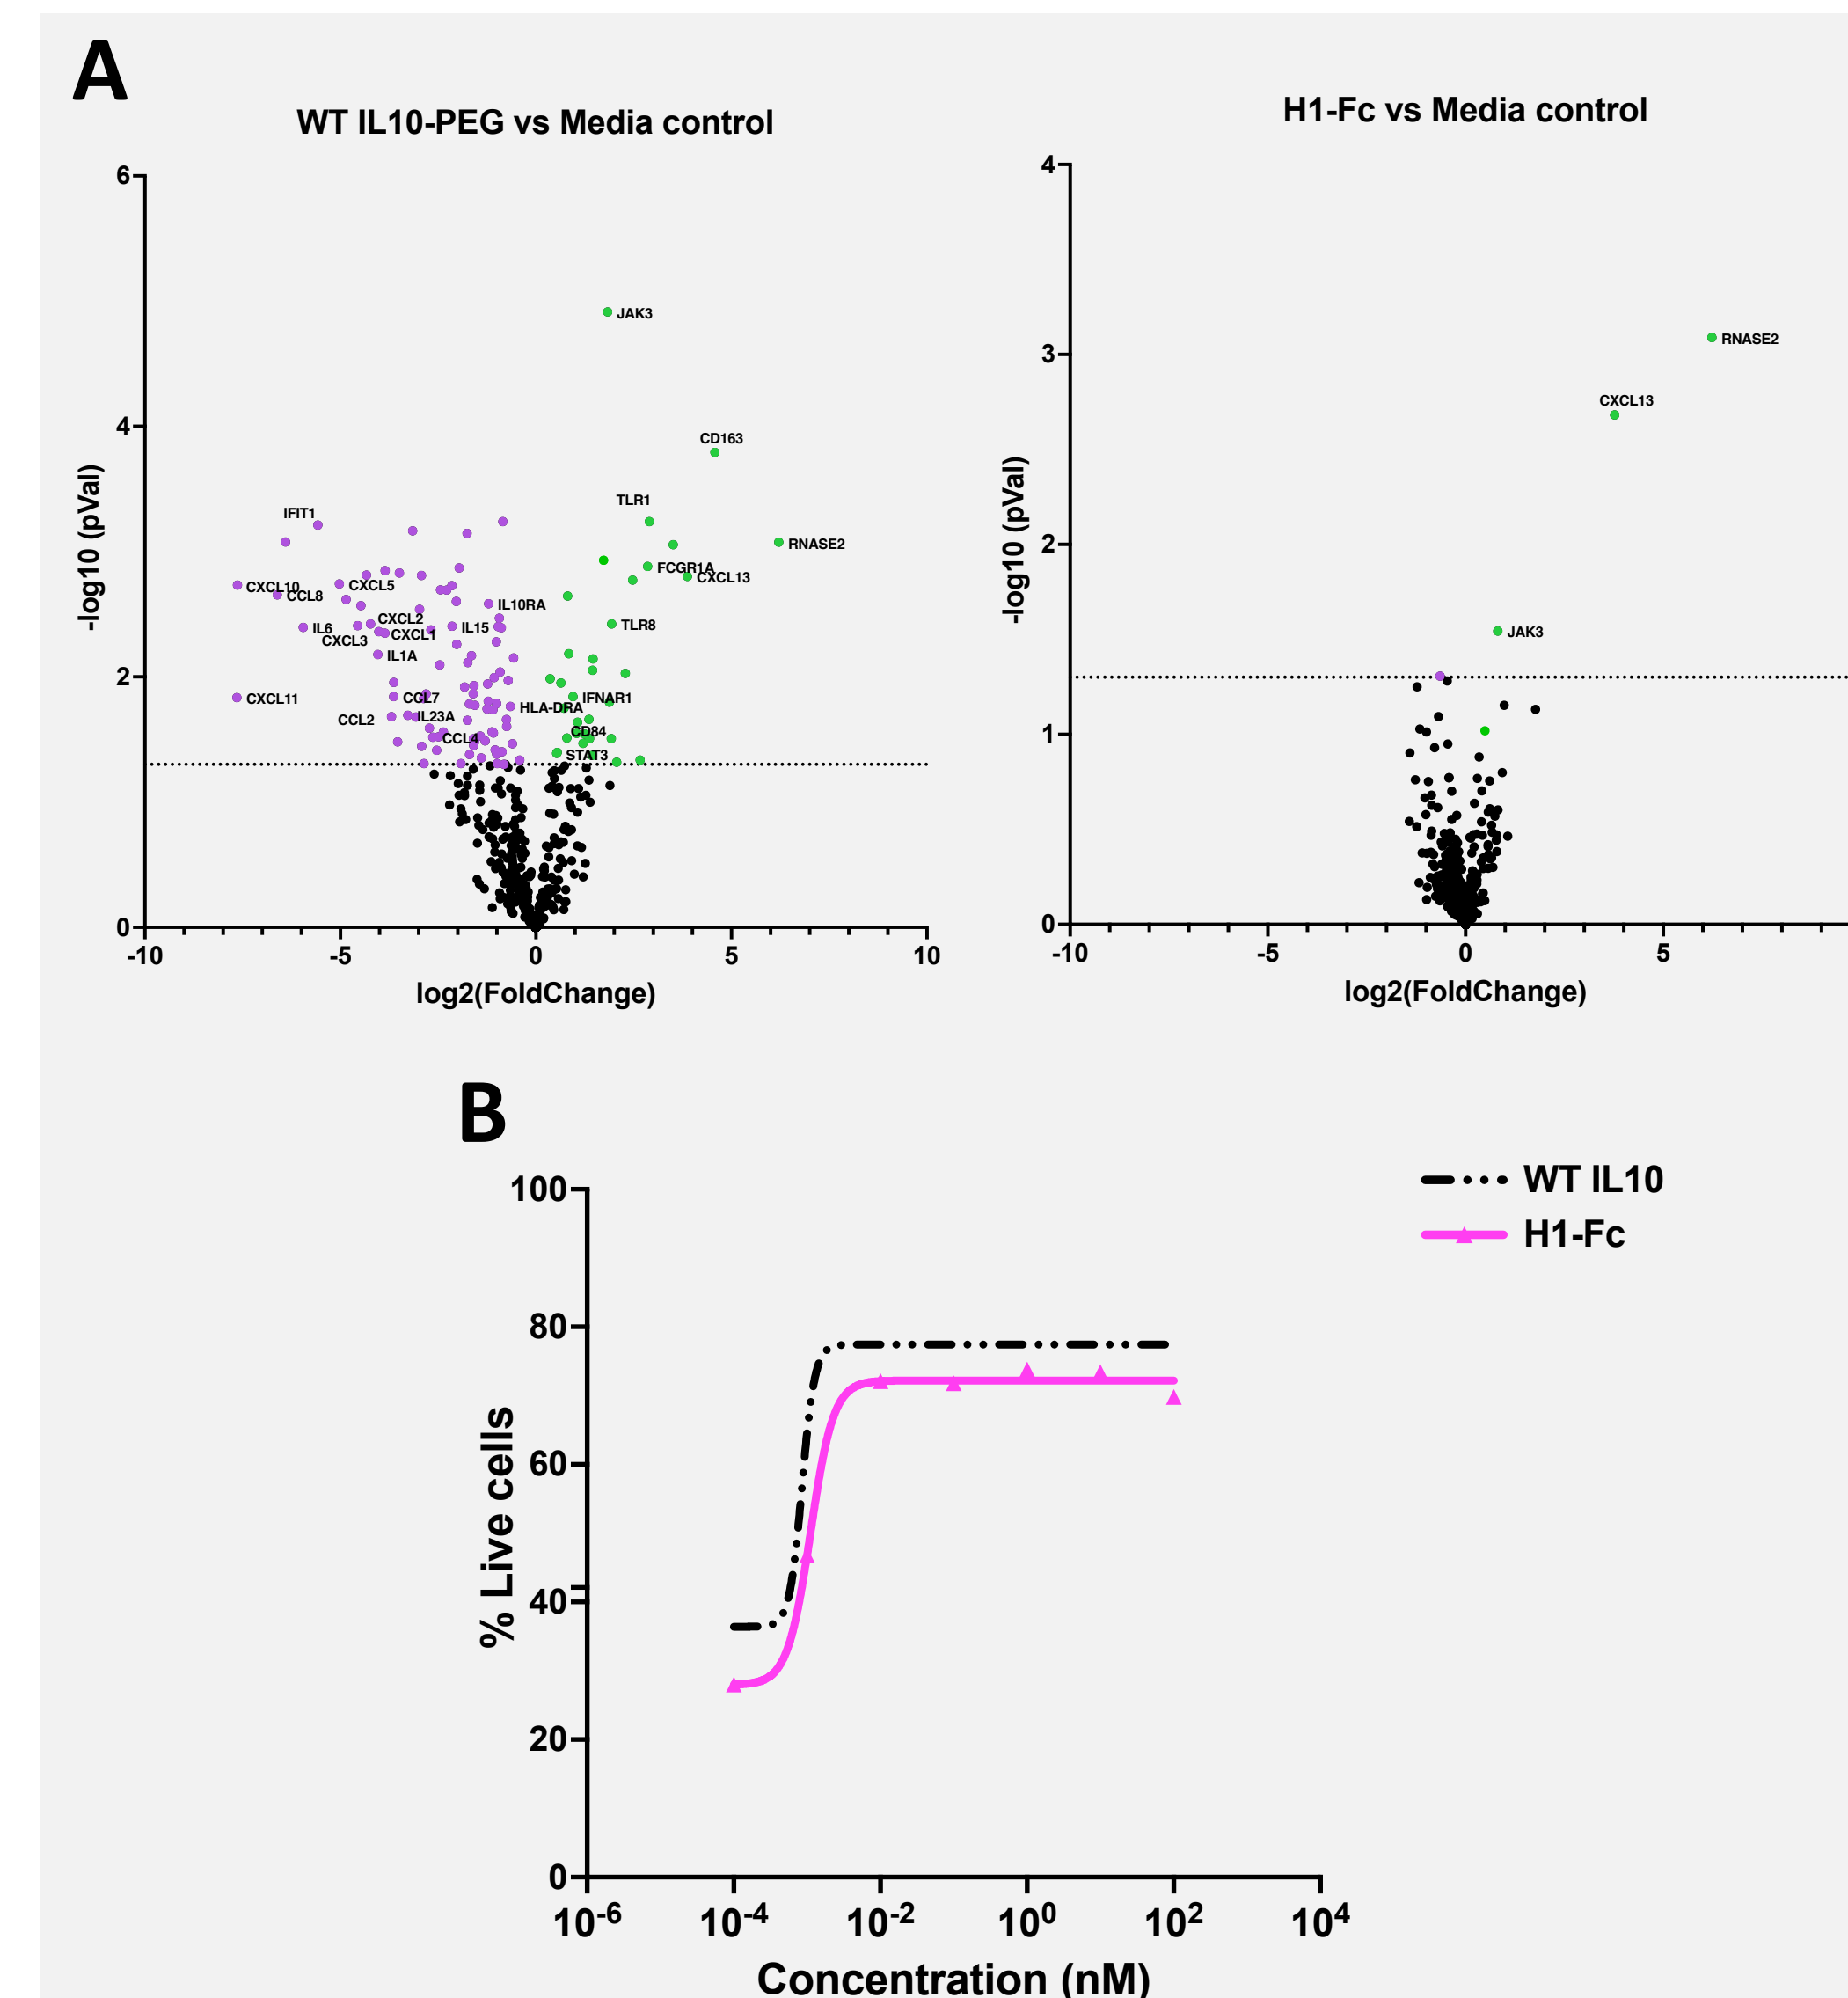 A
WT IL10-PEG vs Media control
6
4
2
0
-10
-5
0
5
10
-log10 (pVal)
log2(FoldChange)
JAK3
CD163
TLR1
IFIT1
RNASE2
FCGR1A
CXCL13
CXCL10
CCL8
CXCL5
IL10RA
CXCL2
TLR8
IL6
IL15
CXCL3
CXCL1
IL1A
CXCL11
CCL7
IFNAR1
HLA-DRA
CCL2
IL23A
CD84
CCL4
STAT3
H1-Fc vs Media control
4
3
2
1
0
-10
-5
0
5
-log10 (pVal)
log2(FoldChange)
RNASE2
CXCL13
JAK3
B
100
80
60
40
20
0
% Live cells
10-6
10-4
10-2
100
102
104
Concentration (nM)
WT IL10
H1-Fc